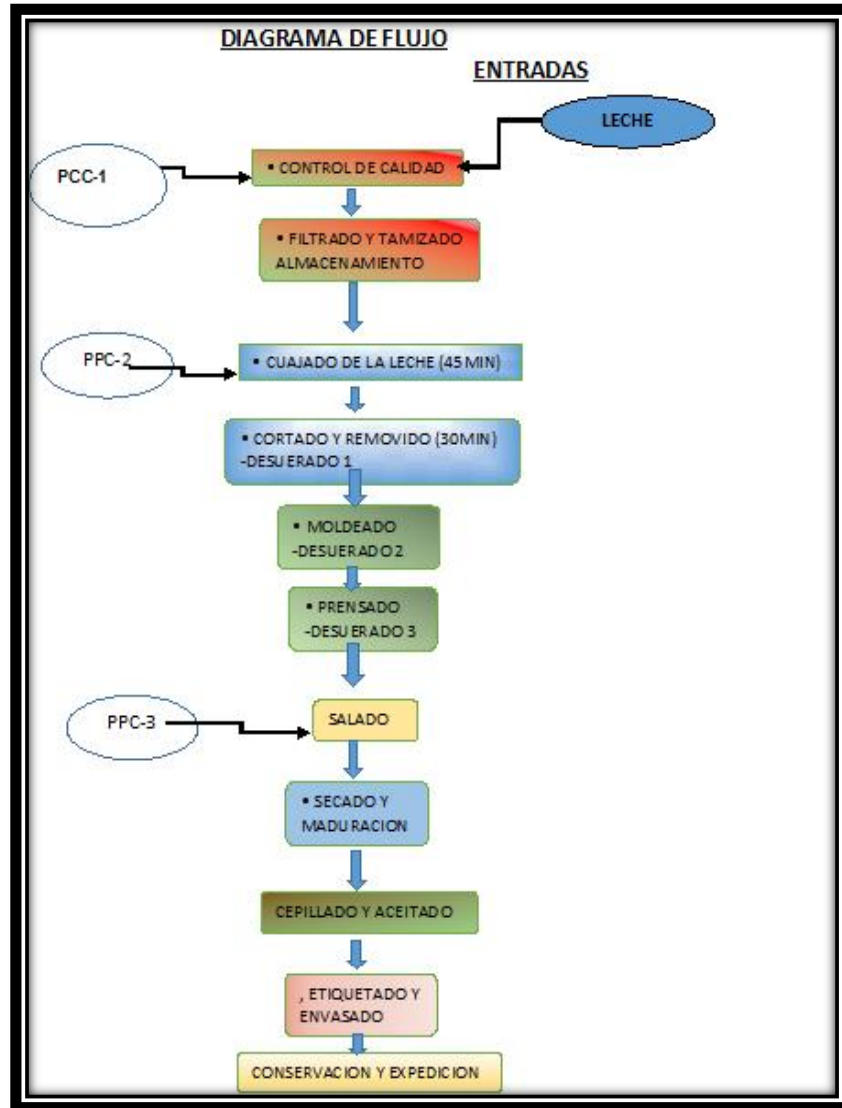 DIAGRAMA DE FLUJO
ENTRADAS
LECHE
PCC-1
▪ CONTROL DE CALIDAD
▪ FILTRADO Y TAMIZADO
ALMACENAMIENTO
PPC-2
▪ CUAJADO DE LA LECHE (45 MIN)
▪ CORTADO Y REMOVIDO (30MIN)
-DESUERADO 1
▪ MOLDEADO
-DESUERADO 2
▪ PRENSADO
-DESUERADO 3
PPC-3
SALADO
▪ SECADO Y
MADURACION
CEPILLADO Y ACEITADO
, ETIQUETADO Y
ENVASADO
CONSERVACION Y EXPEDICION